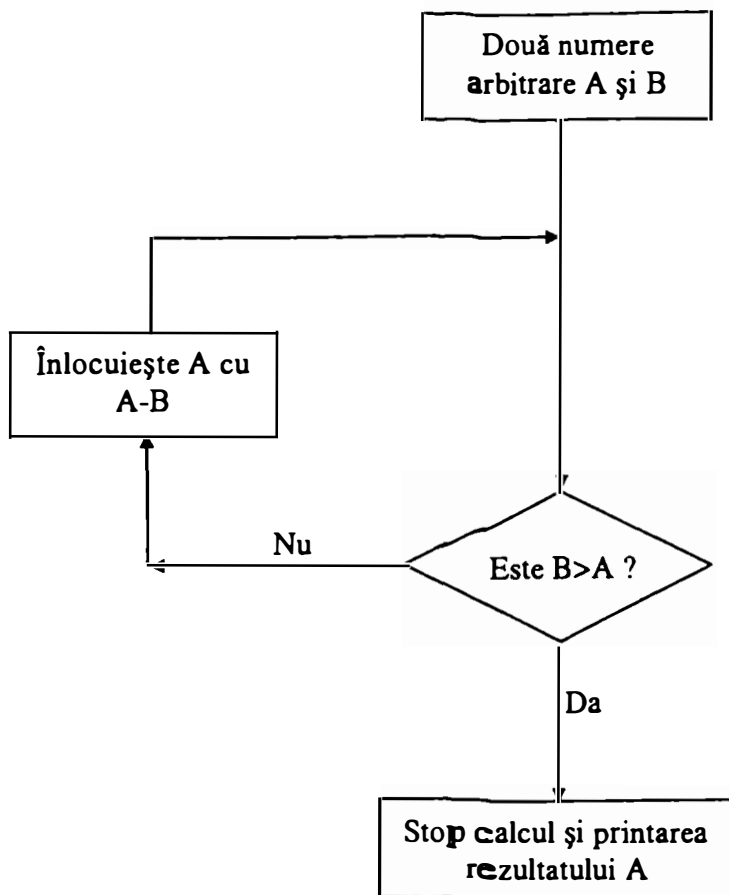 Două numere
arbitrare A şi B
Înlocuieşte A cu
A-B
Nu
Este B>A ?
Da
Stop calcul şi printarea
rezultatului A